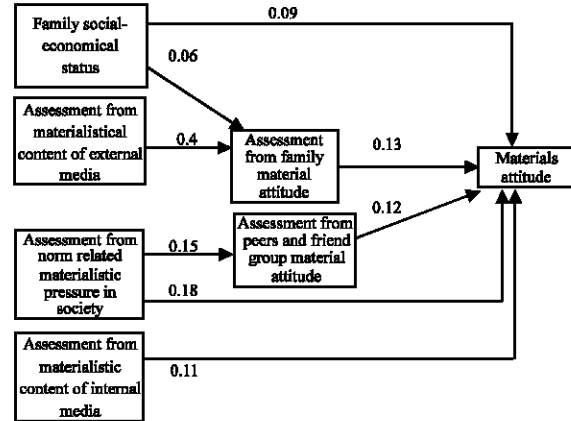 Family social-
economical
status
0.09
0.06
Assessment from
materialistical
content of external
media
0.4
Assessment
from family
material
attitude
0.13
Materials
attitude
0.12
Assessment from
peers and friend
group material
attitude
Assessment from
norm related
materialistic
pressure in
society
0.15
0.18
Assessment from
materialistic
content of internal
media
0.11